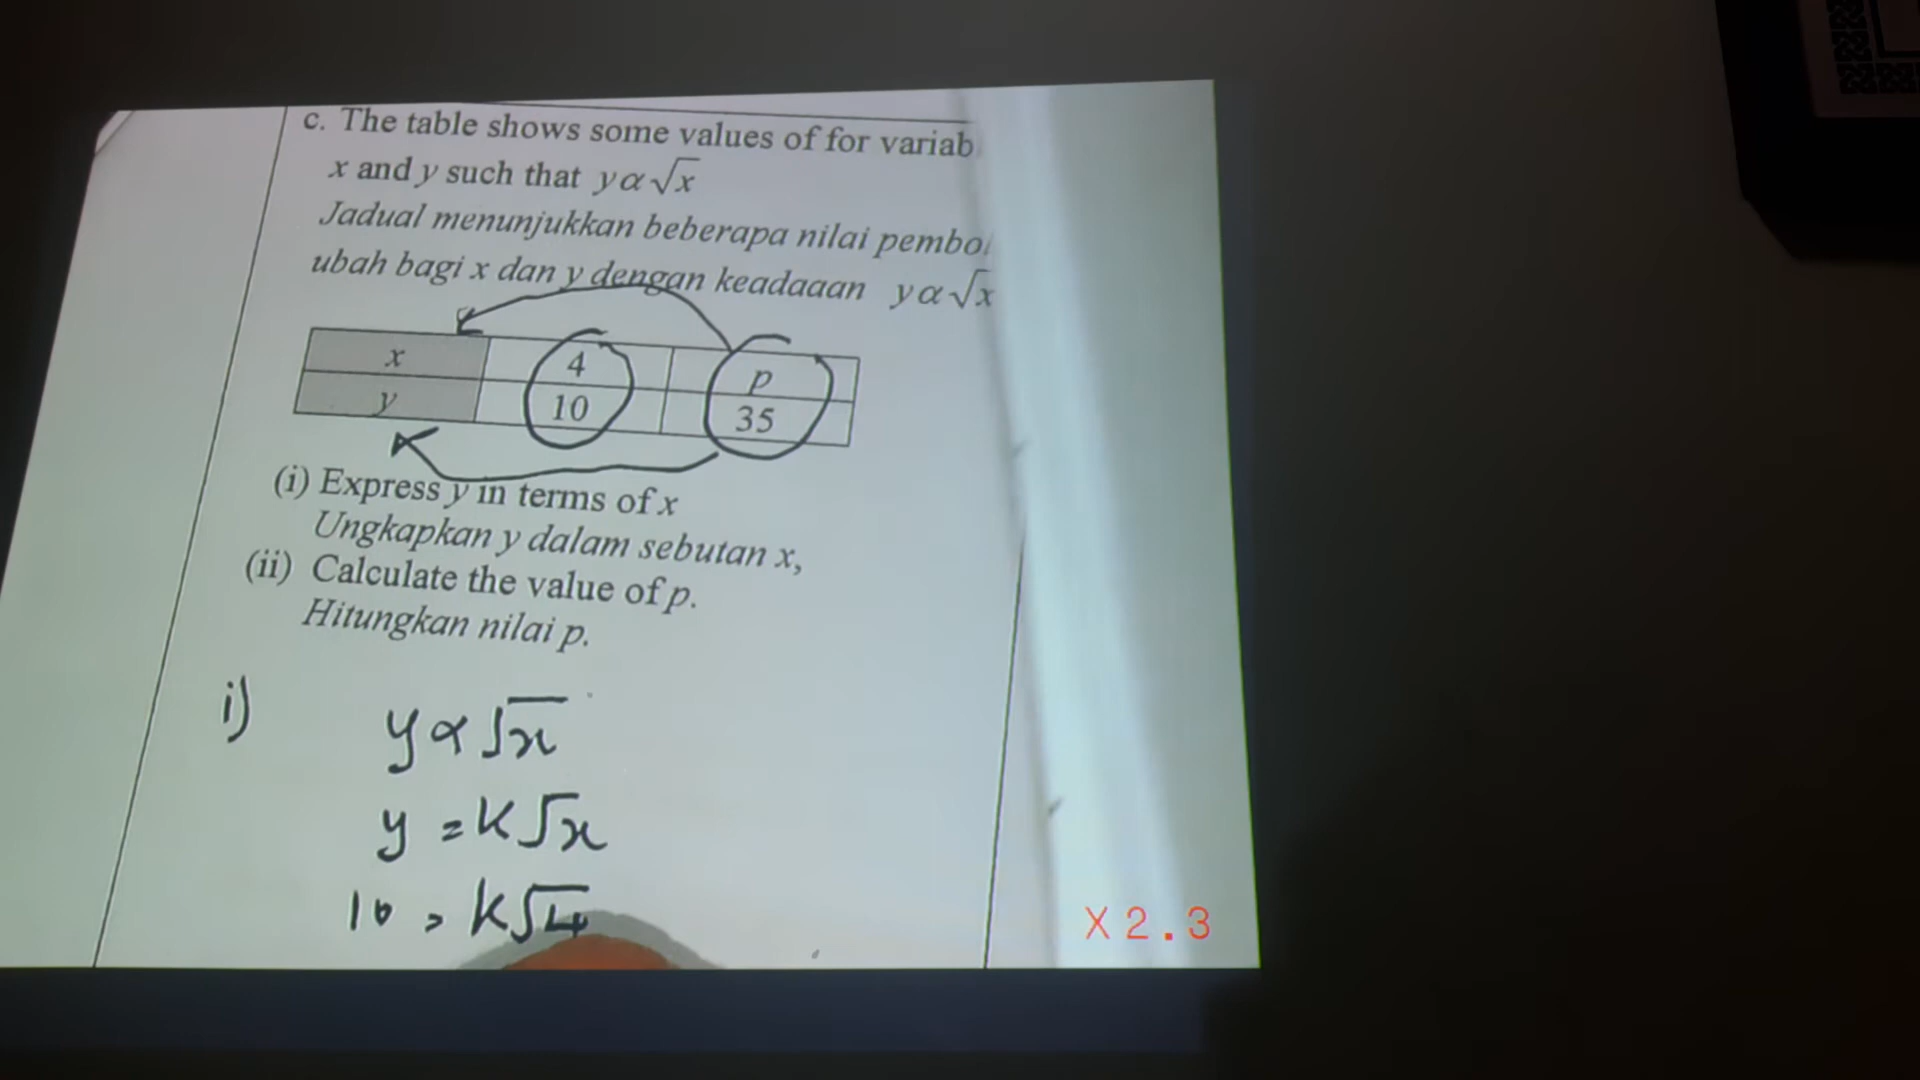 c. The table shows some values of for variab
x and y such that y α √x
Jadual menunjukkan beberapa nilai pembol
ubah bagi x dan y dengan keadaaan y α √x
x 4 p
y 10 35
(i) Express y in terms of x
Ungkapkan y dalam sebutan x,
(ii) Calculate the value of p.
Hitungkan nilai p.
i) y α √x
y = k√x
10 = k√4
X2.3